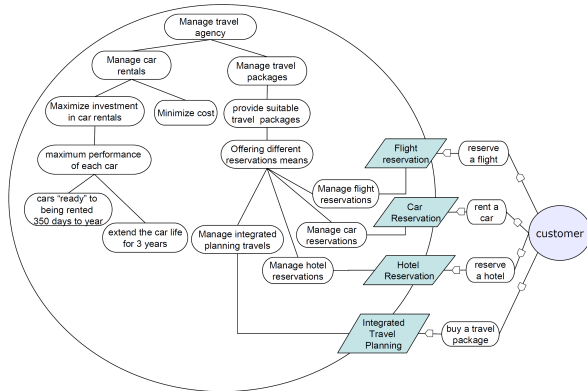 Manage travel
agency
Manage car
rentals
Manage travel
packages
Maximize investment
in car rentals
Minimize cost
provide suitable
travel packages
maximum performance
of each car
Offering different
reservations means
Flight
reservation
reserve
a flight
cars "ready" to
being rented
350 days to year
Manage flight
reservations
Car
Reservation
rent a
car
extend the car life
for 3 years
Manage integrated
planning travels
Manage car
reservations
customer
Manage hotel
reservations
Hotel
Reservation
reserve
a hotel
Integrated
Travel
Planning
buy a travel
package